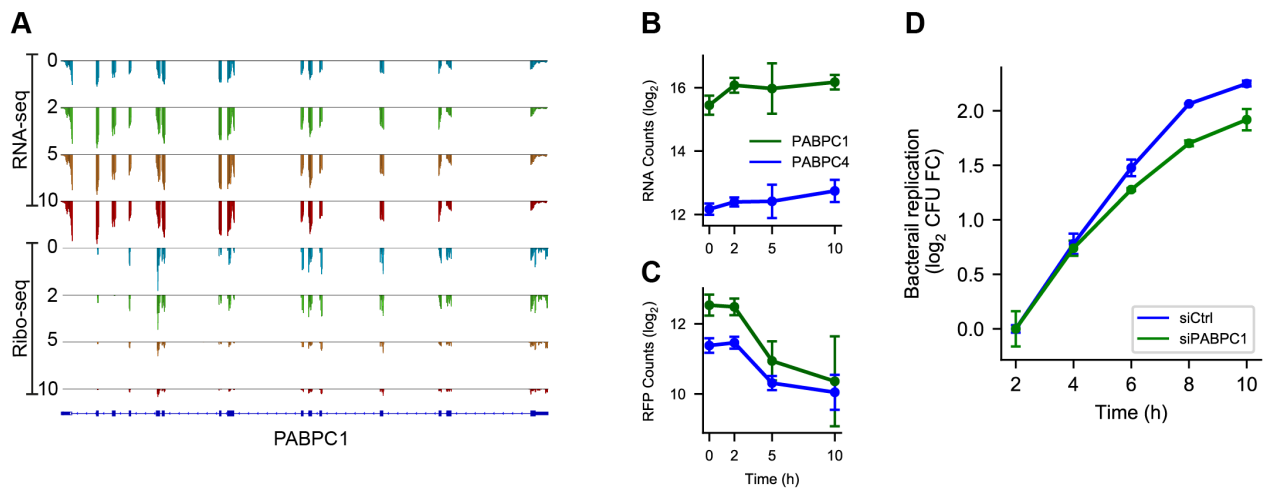 A
RNA-seq
0
2
5
10
Ribo-seq
0
2
5
10
PABPC1
B
RNA Counts (log2)
16
14
12
PABPC1
PABPC4
0 2 5 10
C
RFP Counts (log2)
12
10
0 2 5 10
Time (h)
D
Bacterail replication
(log2 CFU FC)
2.0
1.5
1.0
0.5
0.0
siCtrl
siPABPC1
2 4 6 8 10
Time (h)